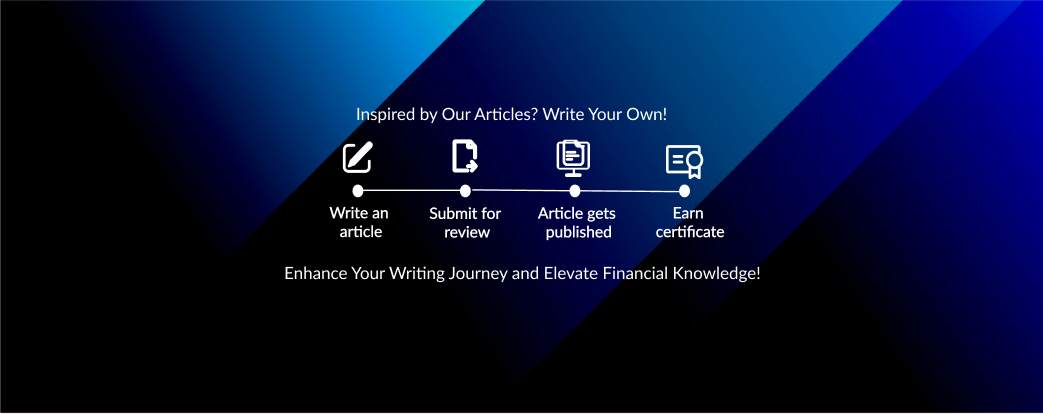 Inspired by Our Articles? Write Your Own!
Write an
article
Submit for
review
Article gets
published
Earn
certificate
Enhance Your Writing Journey and Elevate Financial Knowledge!